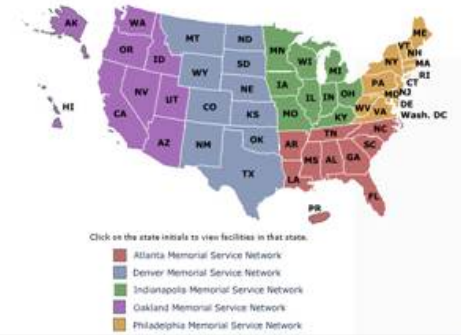 AK
WA
MT
ND
MN
ME
VT
NH
MA
RI
CT
NJ
DE
Wash. DC
OR
ID
WY
SD
WI
MI
NY
PA
NV
UT
CO
NE
IA
IL
IN
OH
WV
MD
VA
HI
CA
AZ
NM
KS
OK
MO
KY
AR
TN
NC
SC
TX
LA
MS
AL
GA
FL
PR
Click on the state initials to view facilities in that state.
Atlanta Memorial Service Network
Denver Memorial Service Network
Indianapolis Memorial Service Network
Oakland Memorial Service Network
Philadelphia Memorial Service Network